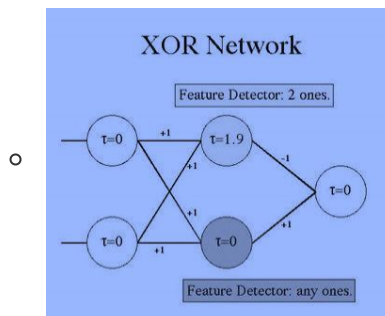 XOR Network
Feature Detector: 2 ones.
τ=0 +1 τ=1.9
+1 -1
τ=0
+1 +1
τ=0 +1 τ=0
Feature Detector: any ones.